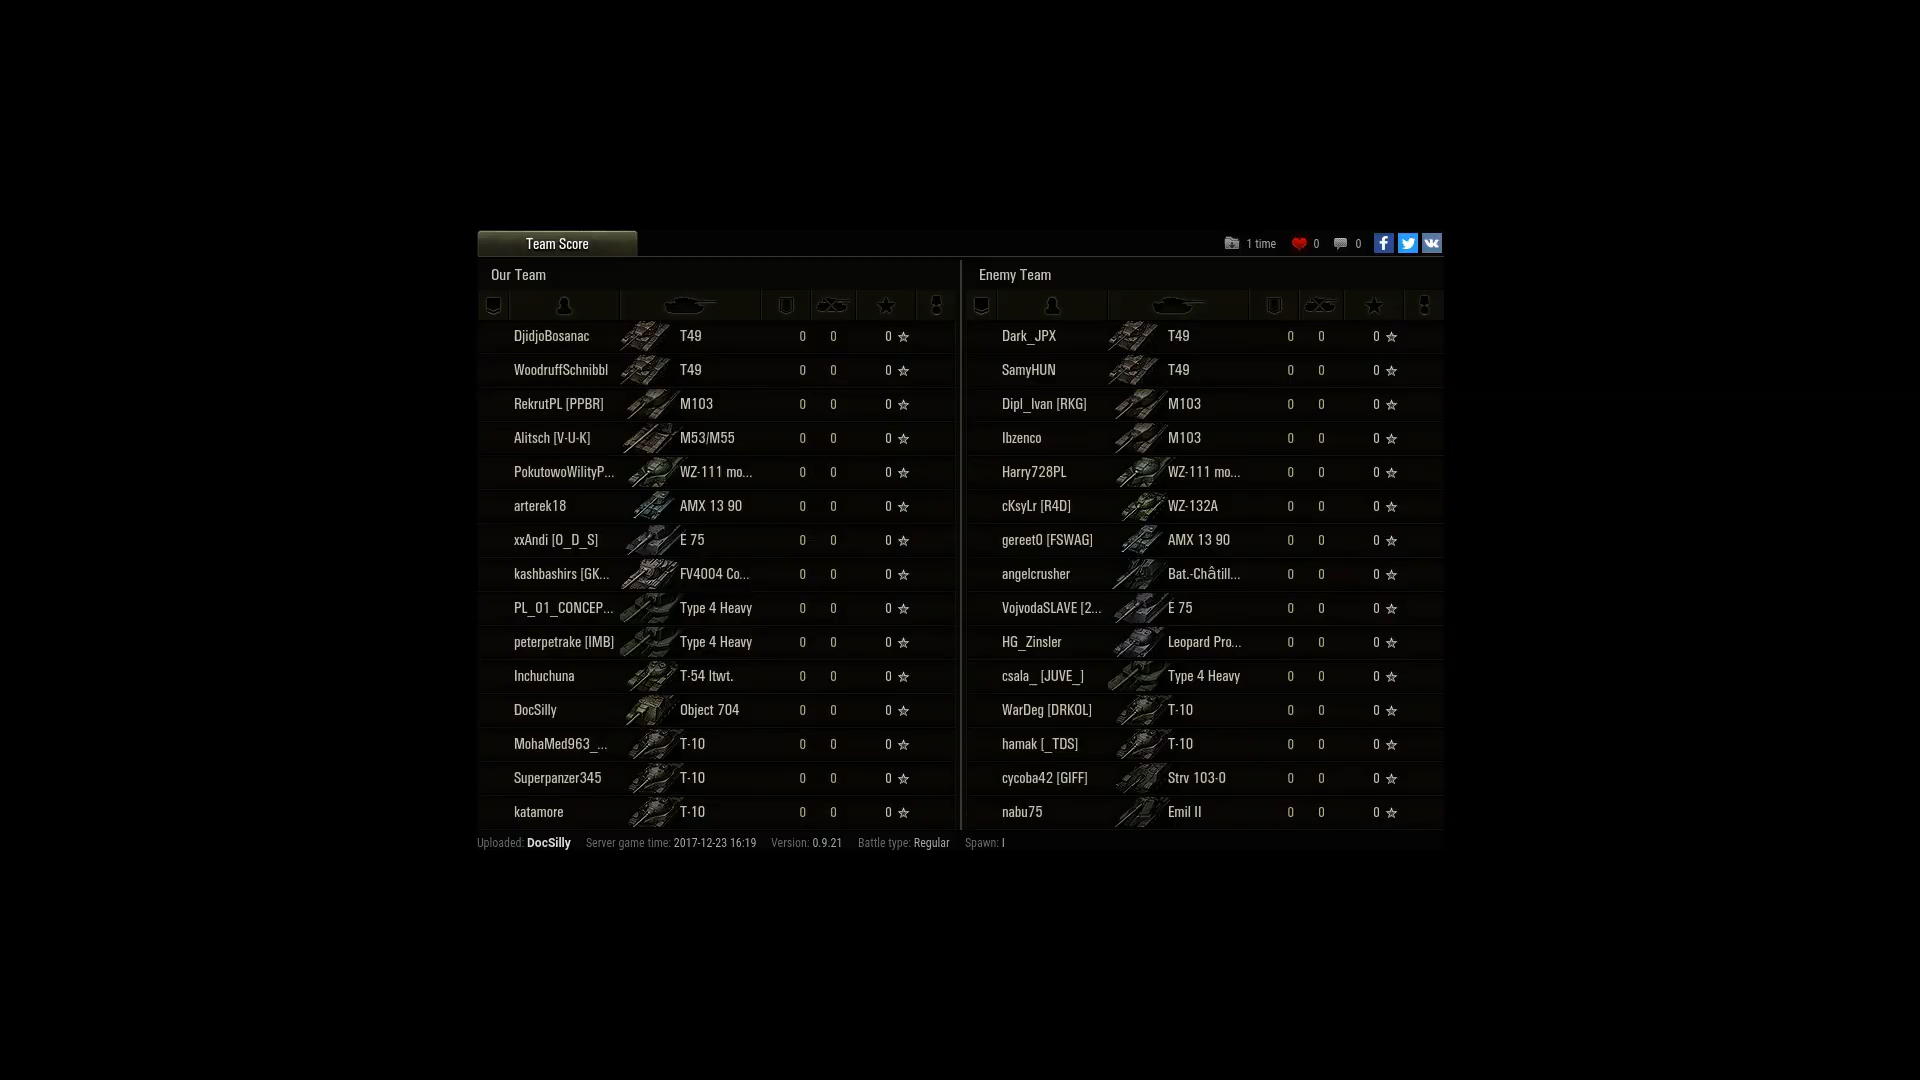 Team Score
1 time 0 0
Our Team
DjidjoBosanac T49 0 0 0
WoodruffSchnibbl T49 0 0 0
RekrutPL [PPBR] M103 0 0 0
Alitsch [V-U-K] M53/M55 0 0 0
PokutowoWilityP... WZ-111 mo... 0 0 0
arterek18 AMX 13 90 0 0 0
xxAndi [O_D_S] E 75 0 0 0
kashbashirs [GK... FV4004 Co... 0 0 0
PL_01_CONCEP... Type 4 Heavy 0 0 0
peterpetrake [IMB] Type 4 Heavy 0 0 0
Inchuchuna T-54 ltwt. 0 0 0
DocSilly Object 704 0 0 0
MohaMed963_... T-10 0 0 0
Superpanzer345 T-10 0 0 0
katamore T-10 0 0 0
Enemy Team
Dark_JPX T49 0 0 0
SamyHUN T49 0 0 0
Dipl_Ivan [RKG] M103 0 0 0
Ibzenco M103 0 0 0
Harry728PL WZ-111 mo... 0 0 0
cKsyLr [R4D] WZ-132A 0 0 0
gereet0 [FSWAG] AMX 13 90 0 0 0
angelcrusher Bat.-Châtill... 0 0 0
VojvodaSLAVE [2... E 75 0 0 0
HG_Zinsler Leopard Pro... 0 0 0
csala_ [JUVE_] Type 4 Heavy 0 0 0
WarDeg [DRKOL] T-10 0 0 0
hamak [_TDS] T-10 0 0 0
cycoba42 [GIFF] Strv 103-0 0 0 0
nabu75 Emil II 0 0 0
Uploaded: DocSilly Server game time: 2017-12-23 16:19 Version: 0.9.21 Battle type: Regular Spawn: I